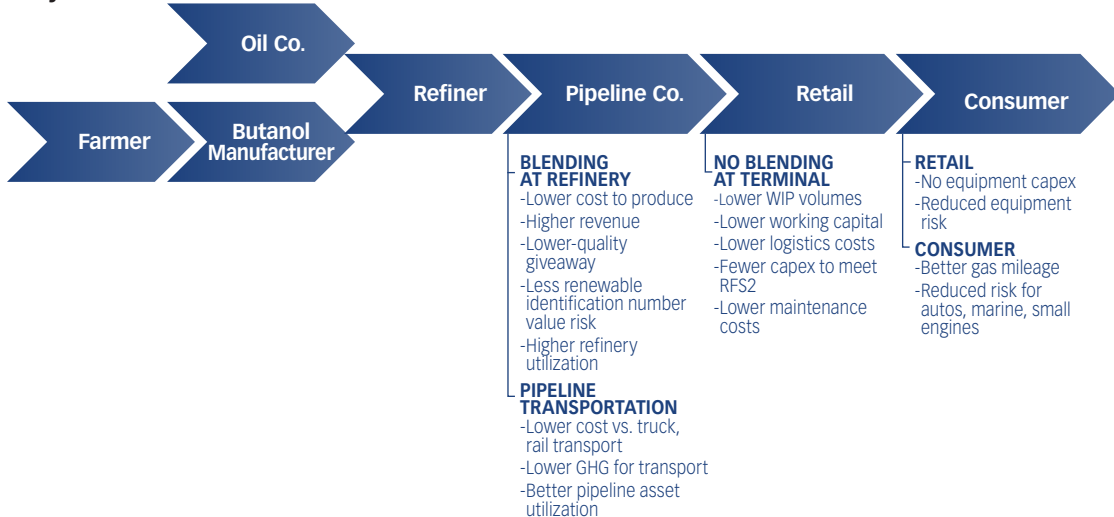 Oil Co.
Farmer
Butanol
Manufacturer
Refiner
Pipeline Co.
Retail
Consumer
BLENDING
AT REFINERY
-Lower cost to produce
-Higher revenue
-Lower-quality
giveaway
-Less renewable
identification number
value risk
-Higher refinery
utilization
PIPELINE
TRANSPORTATION
-Lower cost vs. truck,
rail transport
-Lower GHG for transport
-Better pipeline asset
utilization
NO BLENDING
AT TERMINAL
-Lower WIP volumes
-Lower working capital
-Lower logistics costs
-Fewer capex to meet
RFS2
-Lower maintenance
costs
RETAIL
-No equipment capex
-Reduced equipment
risk
CONSUMER
-Better gas mileage
-Reduced risk for
autos, marine, small
engines